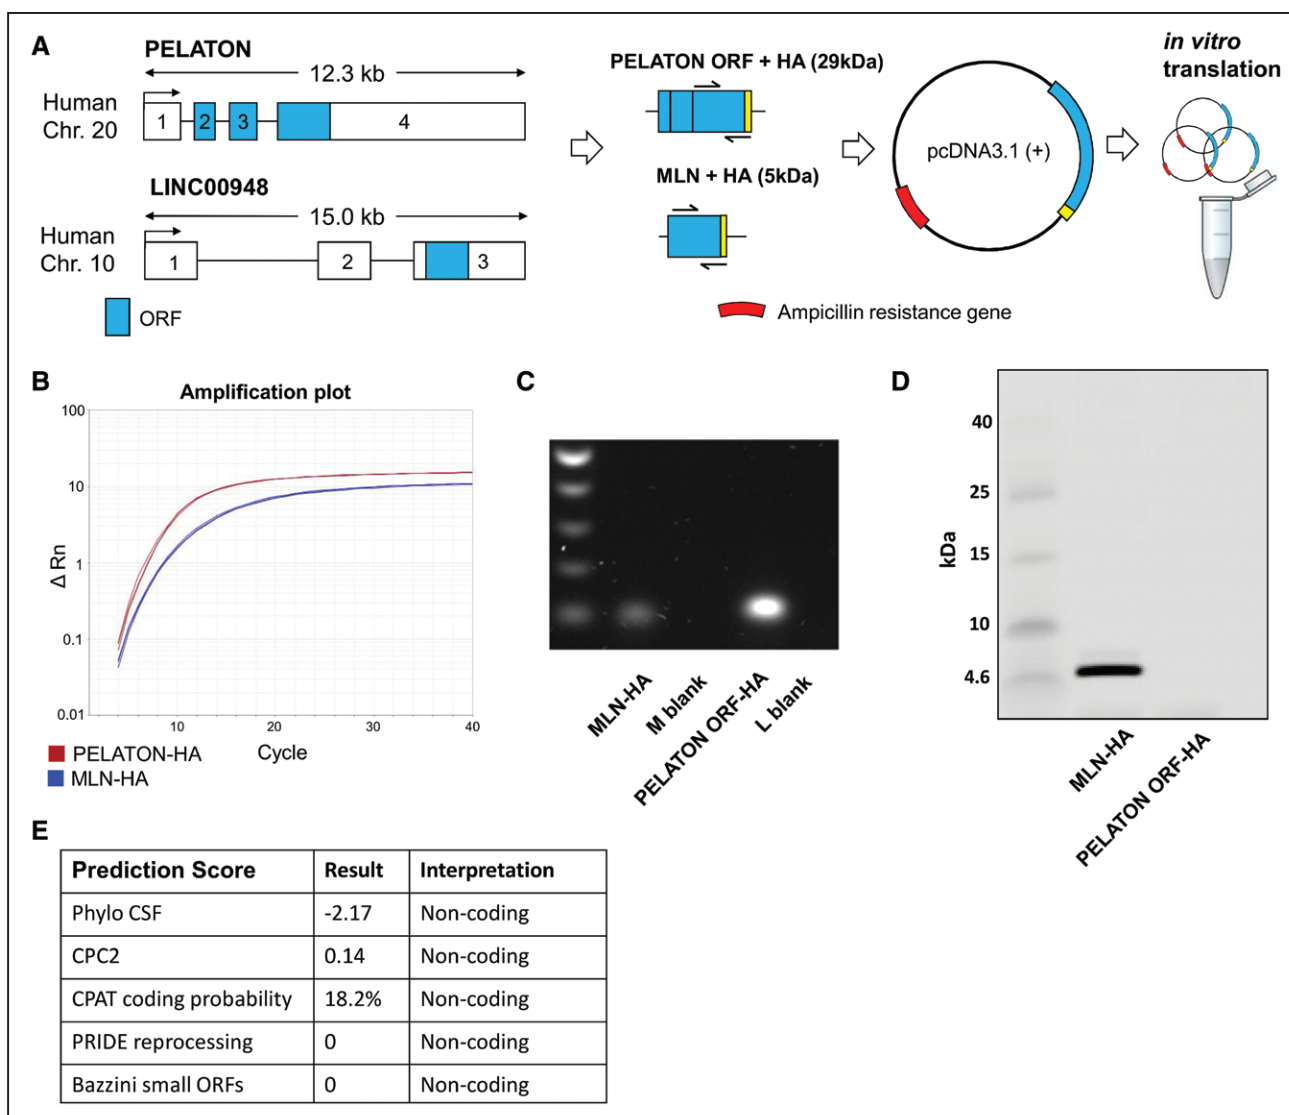 A
PELATON
12.3 kb
Human
Chr. 20
1
2
3
4
LINC00948
15.0 kb
Human
Chr. 10
1
2
3
ORF
PELATON ORF + HA (29kDa)
MLN + HA (5kDa)
pcDNA3.1 (+)
Ampicillin resistance gene
in vitro
translation
B
Amplification plot
100
10
1
0.1
0.01
Δ Rn
10
20
30
40
Cycle
PELATON-HA
MLN-HA
C
MLN-HA
M blank
PELATON ORF-HA
L blank
D
kDa
40
25
15
10
4.6
MLN-HA
PELATON ORF-HA
E
Prediction Score Result Interpretation
Phylo CSF -2.17 Non-coding
CPC2 0.14 Non-coding
CPAT coding probability 18.2% Non-coding
PRIDE reprocessing 0 Non-coding
Bazzini small ORFs 0 Non-coding